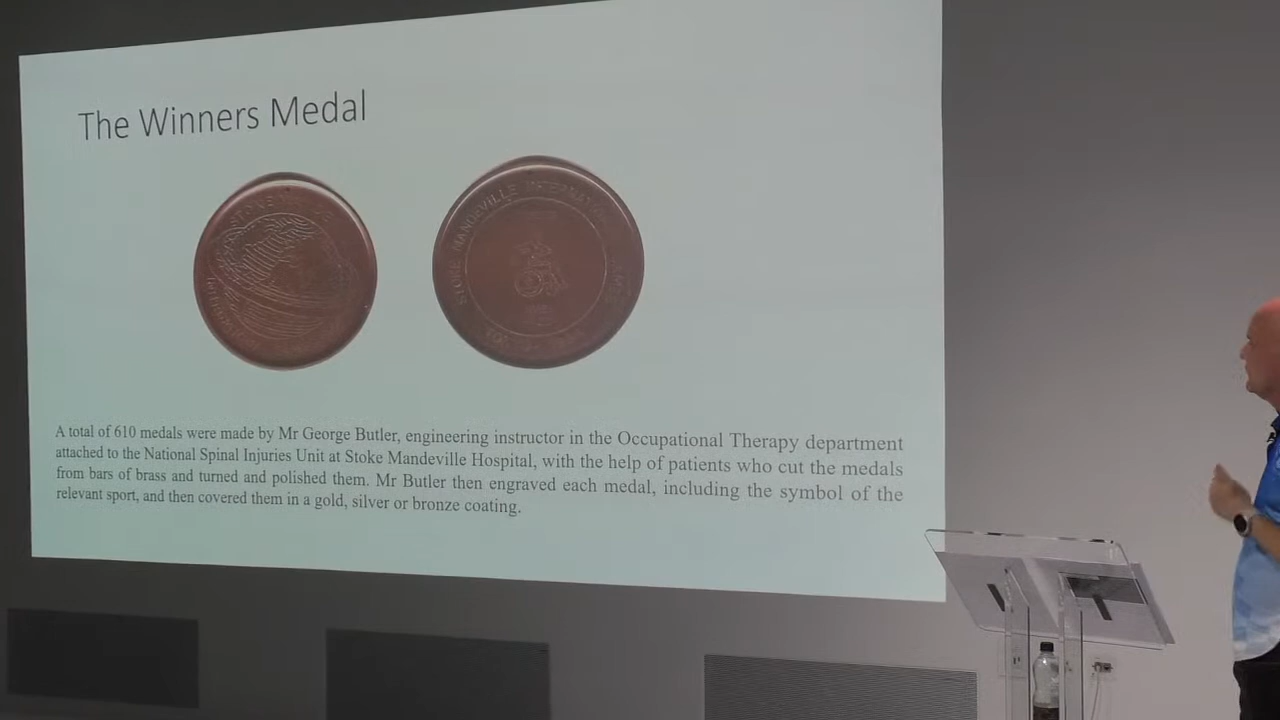 The Winners Medal
STONE MANDEVILLE INTERNATIONAL
A total of 610 medals were made by Mr George Butler, engineering instructor in the Occupational Therapy department
attached to the National Spinal Injuries Unit at Stoke Mandeville Hospital, with the help of patients who cut the medals
from bars of brass and turned and polished them. Mr Butler then engraved each medal, including the symbol of the
relevant sport, and then covered them in a gold, silver or bronze coating.